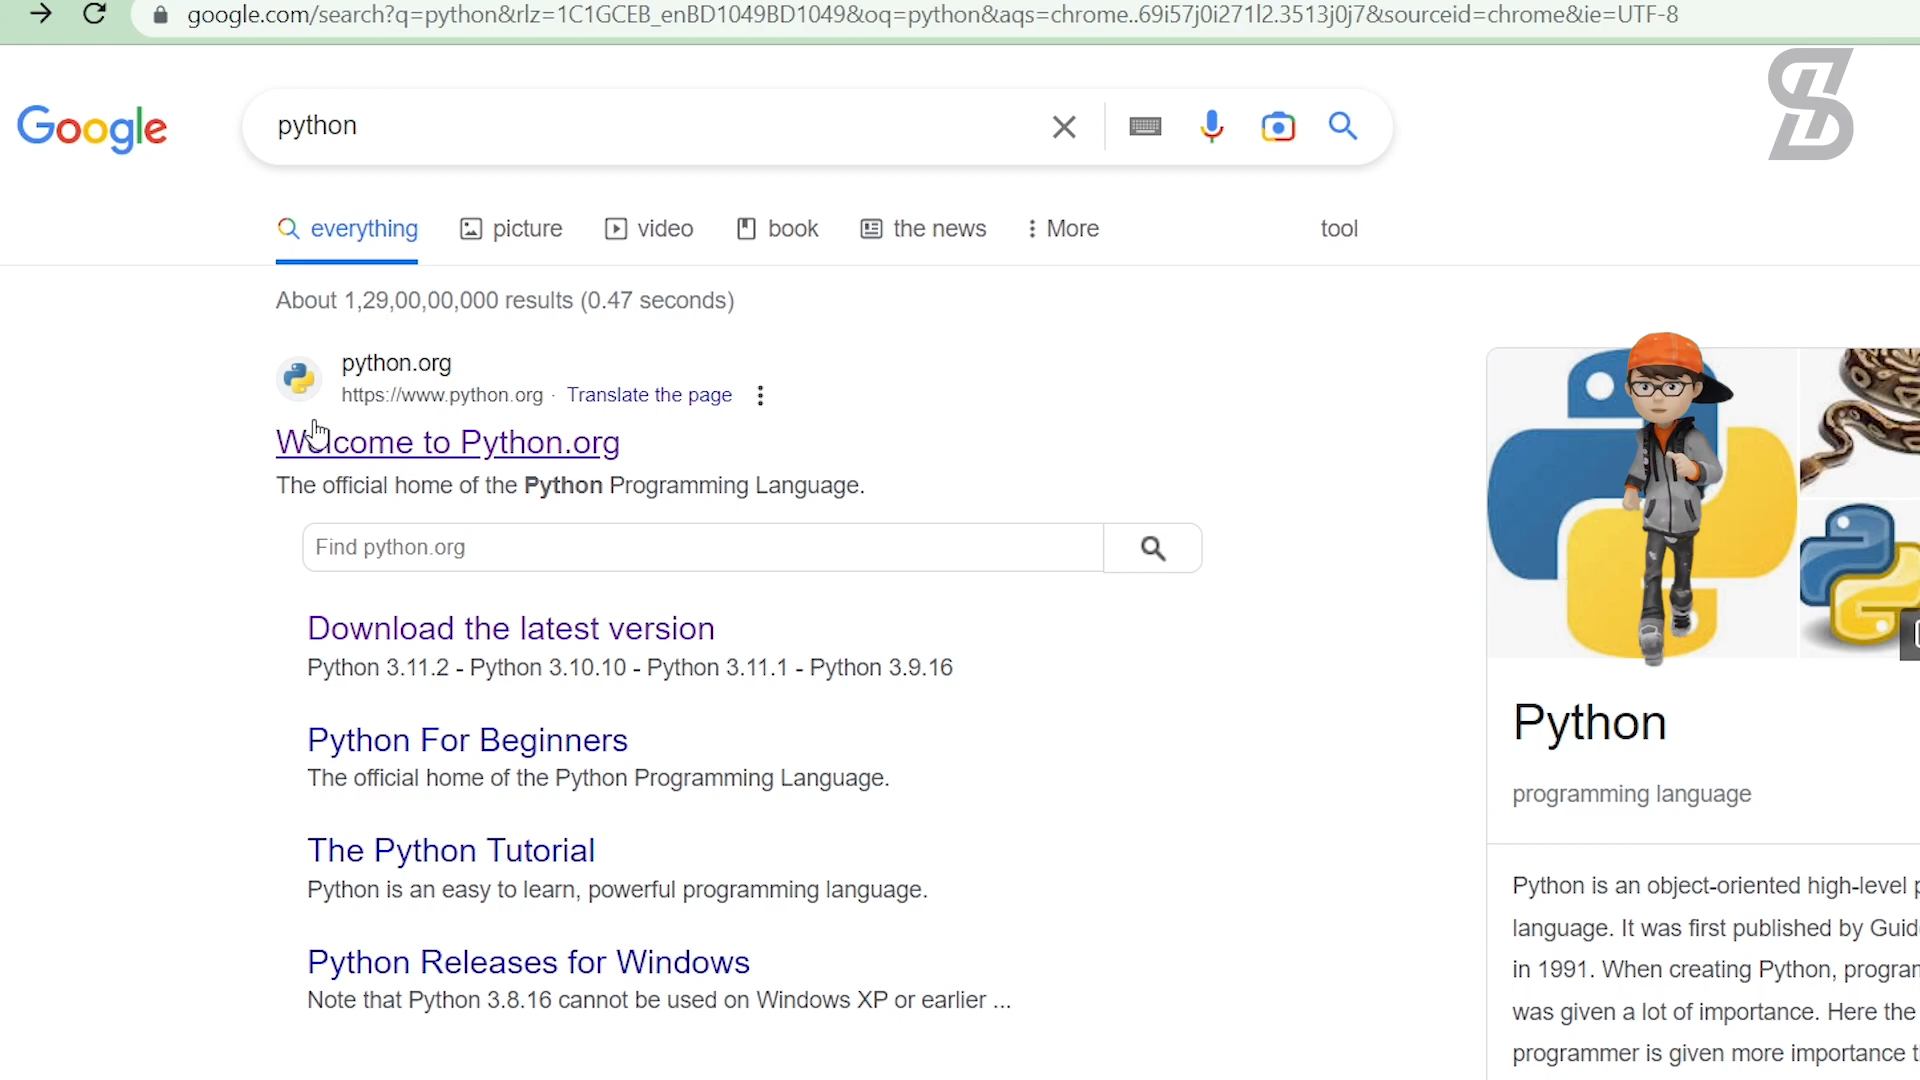 google.com/search?q=python&rlz=1C1GCEB_enBD1049BD1049&oq=python&aqs=chrome..69i57j0i271l2.3513j0j7&sourceid=chrome&ie=UTF-8
Google
python
everything picture video book the news More tool
About 1,29,00,00,000 results (0.47 seconds)
python.org
https://www.python.org · Translate the page
Welcome to Python.org
The official home of the Python Programming Language.
Find python.org
Download the latest version
Python 3.11.2 - Python 3.10.10 - Python 3.11.1 - Python 3.9.16
Python For Beginners
The official home of the Python Programming Language.
The Python Tutorial
Python is an easy to learn, powerful programming language.
Python Releases for Windows
Note that Python 3.8.16 cannot be used on Windows XP or earlier ...
Python
programming language
Python is an object-oriented high-level
language. It was first published by
in 1991. When creating Python,
was given a lot of importance. Here the
programmer is given more importance